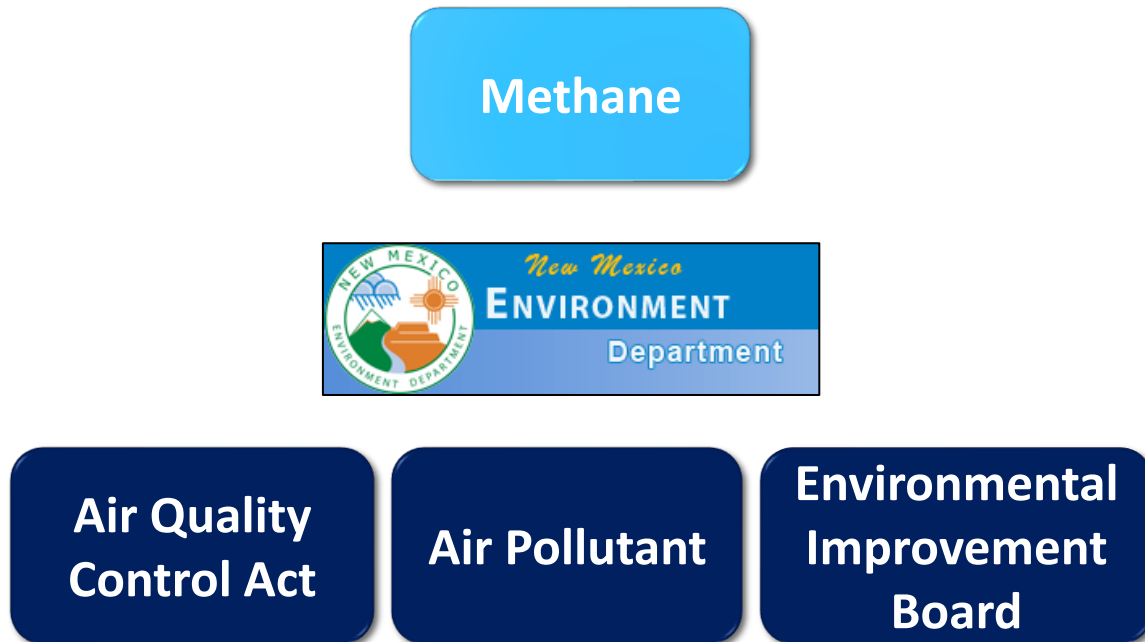 Methane
NEW MEXICO
ENVIRONMENT DEPARTMENT
New Mexico
ENVIRONMENT
Department
Air Quality
Control Act
Air Pollutant
Environmental
Improvement
Board